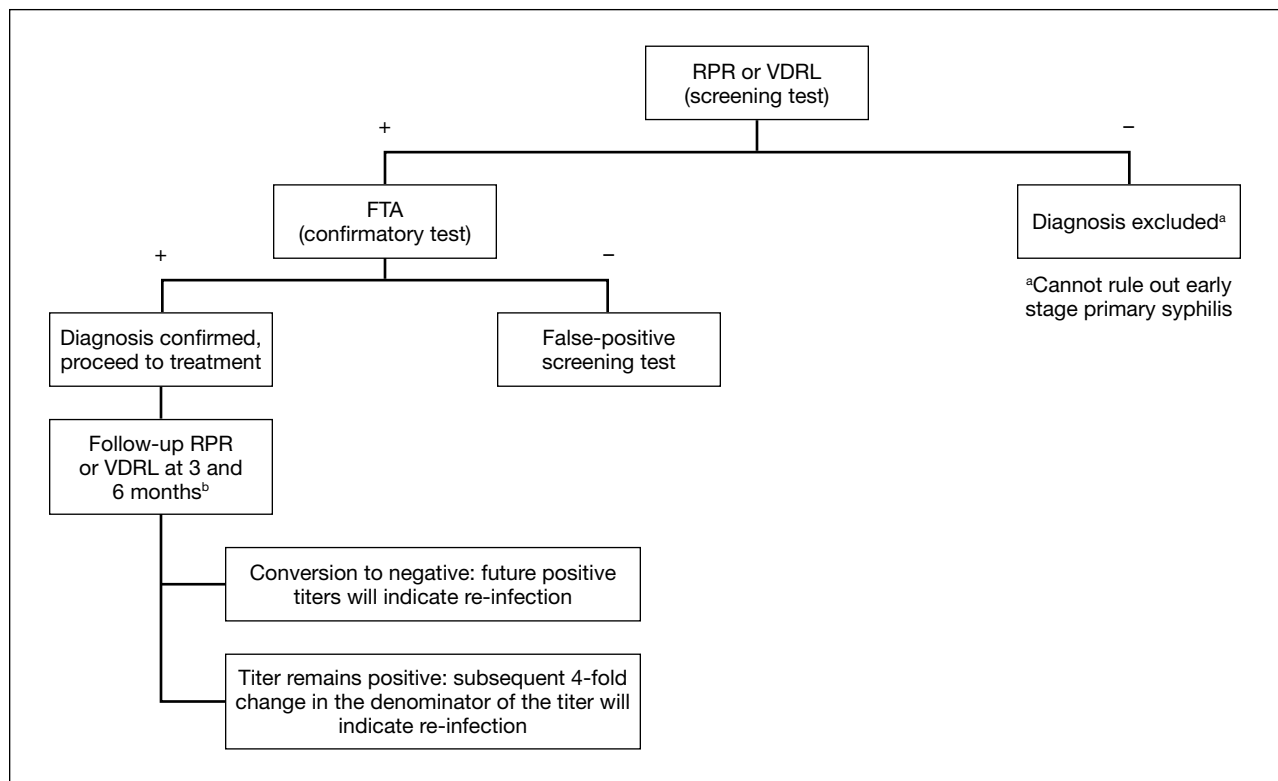 RPR or VDRL
(screening test)
+
−
FTA
(confirmatory test)
Diagnosis excludedᵃ
+
−
ᵃCannot rule out early
stage primary syphilis
Diagnosis confirmed,
proceed to treatment
False-positive
screening test
Follow-up RPR
or VDRL at 3 and
6 monthsᵇ
Conversion to negative: future positive
titers will indicate re-infection
Titer remains positive: subsequent 4-fold
change in the denominator of the titer will
indicate re-infection